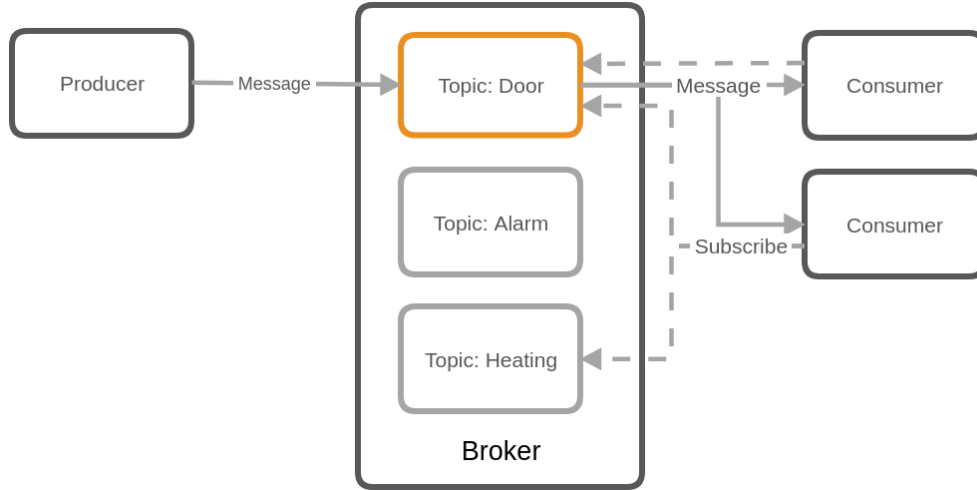 Producer
Message
Topic: Door
Message
Consumer
Topic: Alarm
Consumer
Subscribe
Topic: Heating
Broker